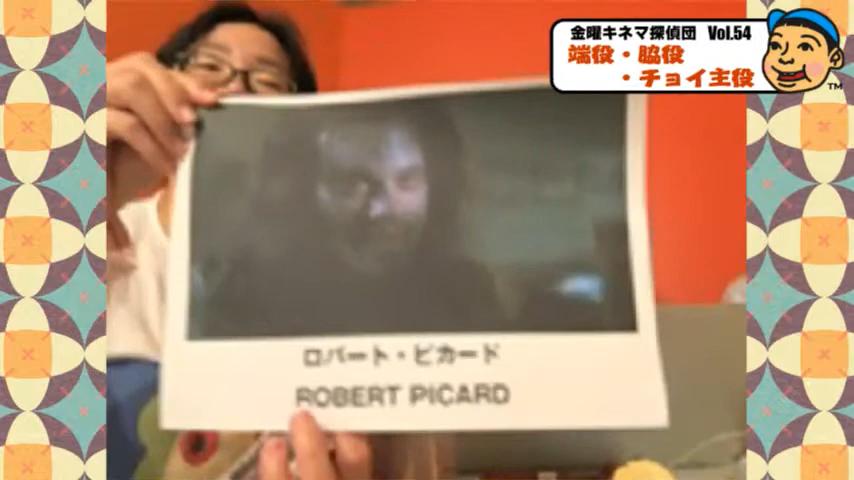 金曜キネマ探偵団 Vol.54
端役・脇役
・チョイ主役
TM
ロバート・ピカード
ROBERT PICARD